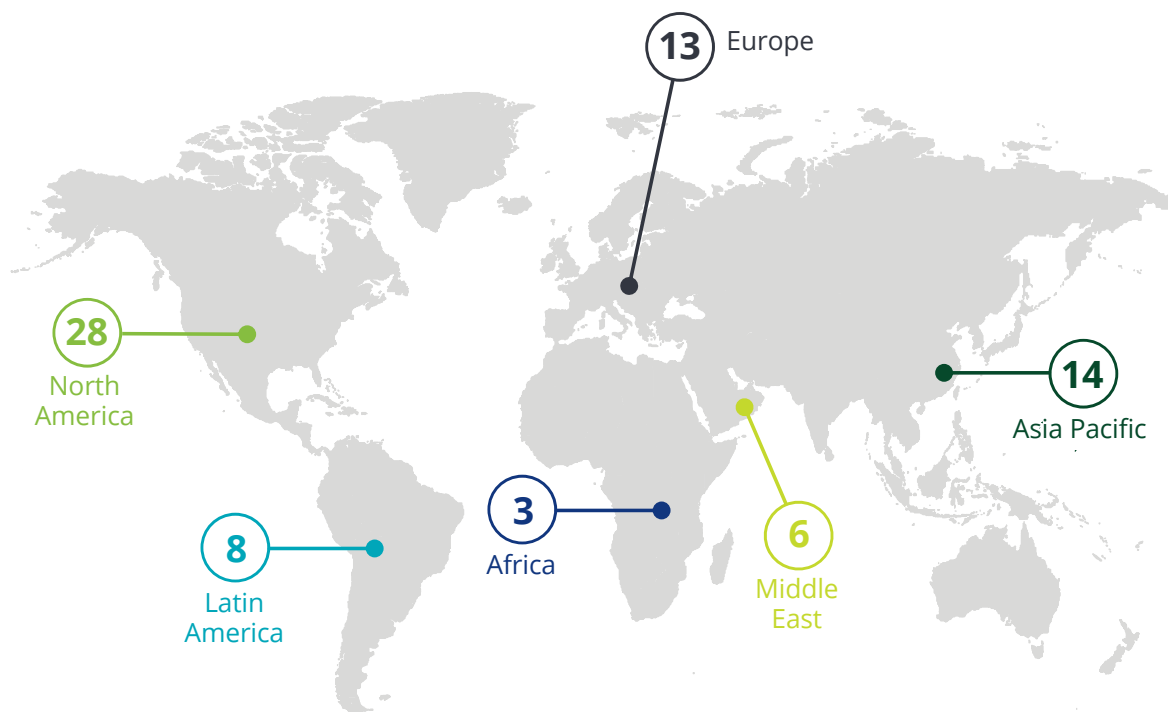 13
Europe
28
North
America
14
Asia Pacific
3
Africa
6
Middle
East
8
Latin
America